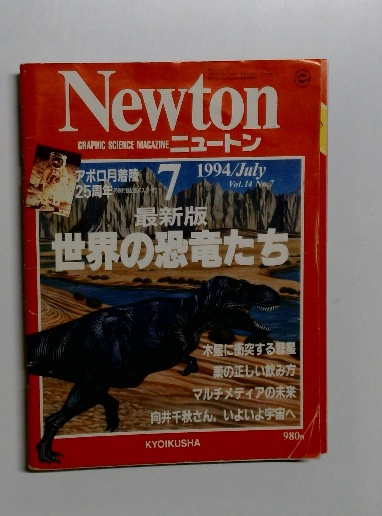 Newton
GRAPHIC SCIENCE MAGAZINE ニュートン
アポロ月着陸
25周年
7
1994/July
Vol.14 No.7
最新版
世界の恐竜たち
木星に衝突する彗星
薬の正しい飲み方
マルチメディアの未来
向井千秋さん、いよいよ宇宙へ
KYOIKUSHA
980円